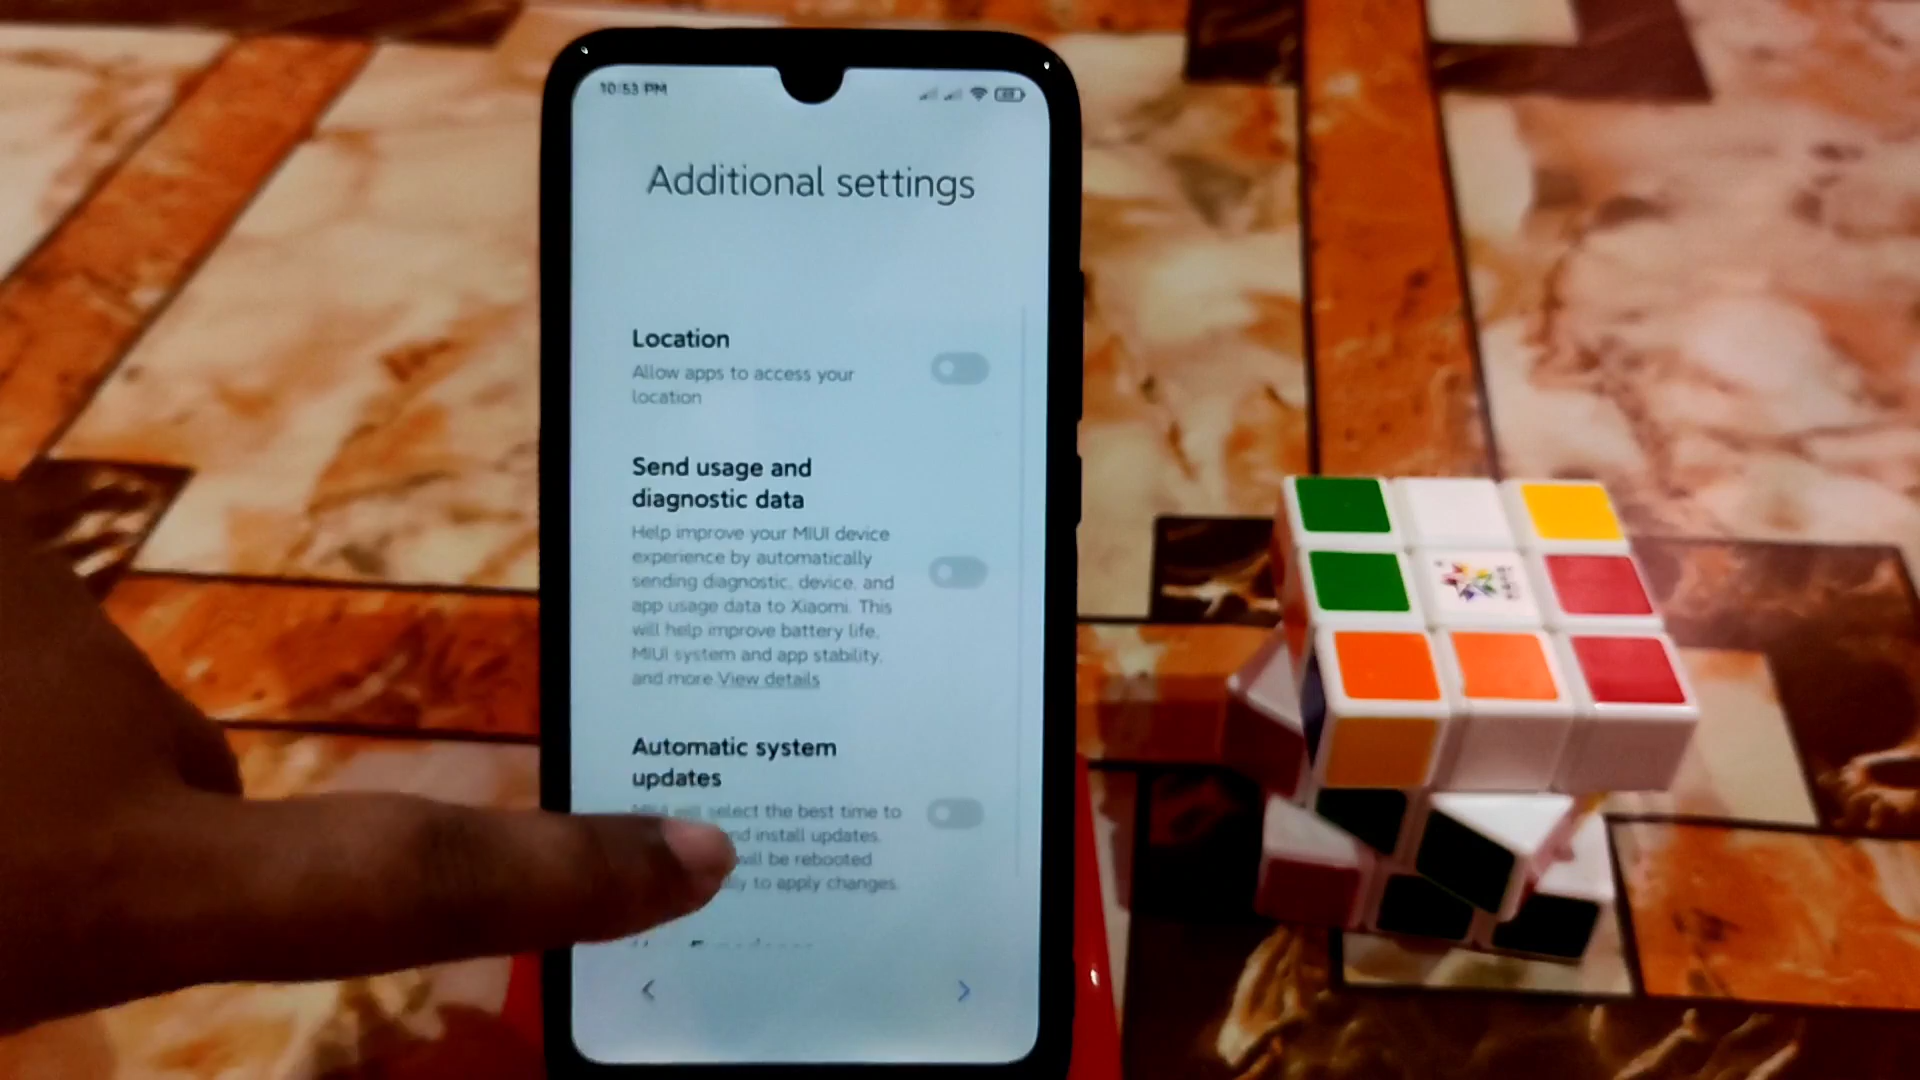 10:53 PM
Additional settings
Location
Allow apps to access your
location
Send usage and
diagnostic data
Help improve your MIUI device
experience by automatically
sending diagnostic, device, and
app usage data to Xiaomi. This
will help improve battery life,
MIUI system and app stability,
and more View details
Automatic system
updates
MIUI will select the best time to
and install updates.
will be rebooted
to apply changes.